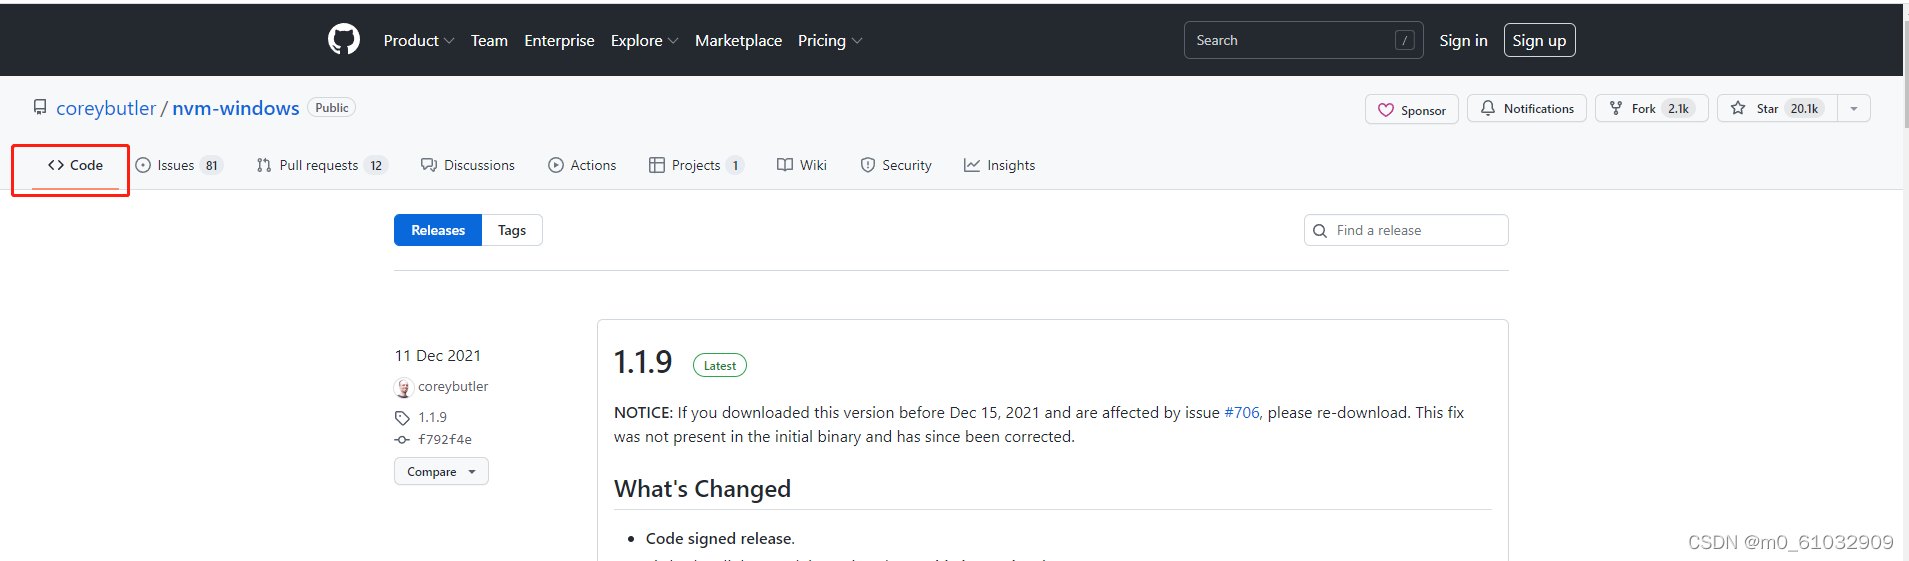 Product Team Enterprise Explore Marketplace Pricing Search / Sign in Sign up
coreybutler / nvm-windows Public Sponsor Notifications Fork 2.1k Star 20.1k
<> Code Issues 81 Pull requests 12 Discussions Actions Projects 1 Wiki Security Insights
Releases Tags Find a release
11 Dec 2021
coreybutler
1.1.9
f792f4e
Compare
1.1.9 Latest
NOTICE: If you downloaded this version before Dec 15, 2021 and are affected by issue #706, please re-download. This fix
was not present in the initial binary and has since been corrected.
What's Changed
• Code signed release.
CSDN @m0_61032909